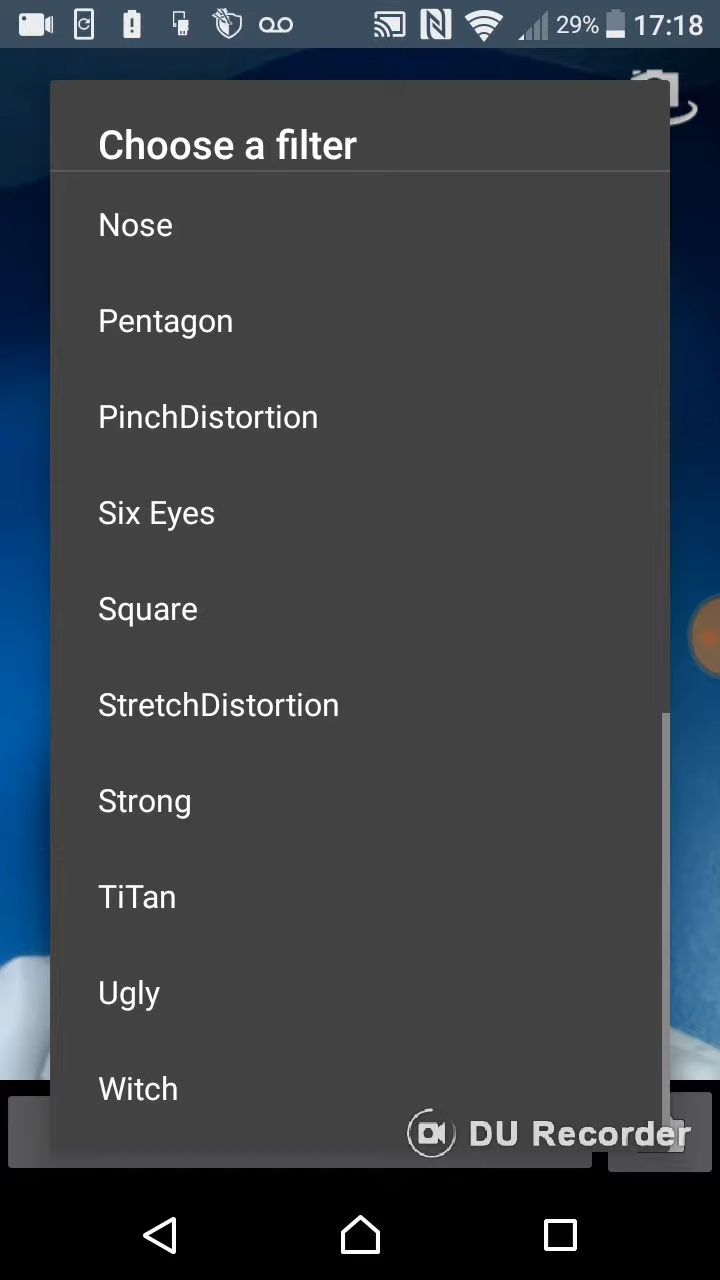 29% 17:18
Choose a filter
Nose
Pentagon
PinchDistortion
Six Eyes
Square
StretchDistortion
Strong
TiTan
Ugly
Witch
DU Recorder